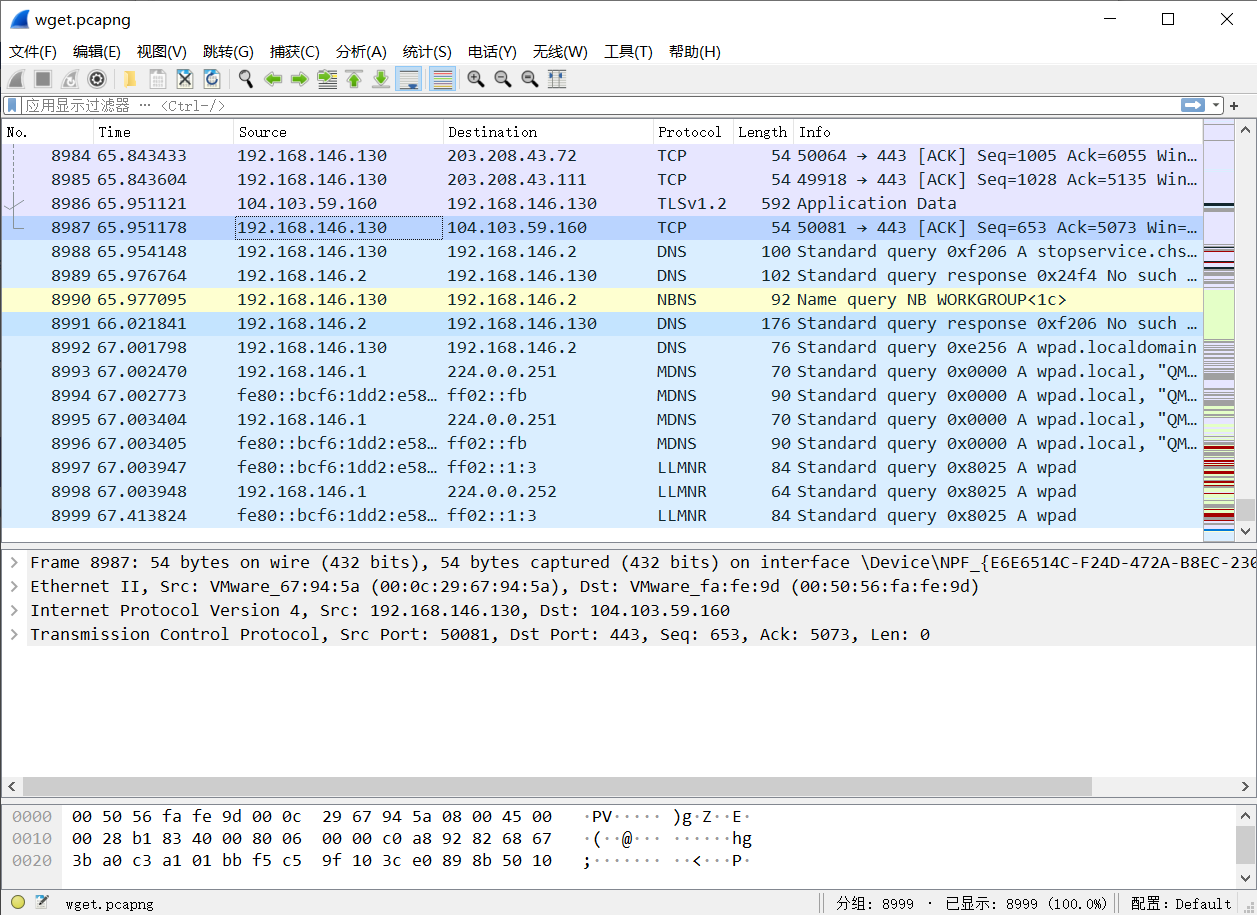 wget.pcapng
文件(F) 编辑(E) 视图(V) 跳转(G) 捕获(C) 分析(A) 统计(S) 电话(Y) 无线(W) 工具(T) 帮助(H)
应用显示过滤器 … <Ctrl-/>
No. Time Source Destination Protocol Length Info
8984 65.843433 192.168.146.130 203.208.43.72 TCP 54 50064 → 443 [ACK] Seq=1005 Ack=6055 Win…
8985 65.843604 192.168.146.130 203.208.43.111 TCP 54 49918 → 443 [ACK] Seq=1028 Ack=5135 Win…
8986 65.951121 104.103.59.160 192.168.146.130 TLSv1.2 592 Application Data
8987 65.951178 192.168.146.130 104.103.59.160 TCP 54 50081 → 443 [ACK] Seq=653 Ack=5073 Win=…
8988 65.954148 192.168.146.130 192.168.146.2 DNS 100 Standard query 0xf206 A stopservice.chs…
8989 65.976764 192.168.146.2 192.168.146.130 DNS 102 Standard query response 0x24f4 No such …
8990 65.977095 192.168.146.130 192.168.146.2 NBNS 92 Name query NB WORKGROUP<1c>
8991 66.021841 192.168.146.2 192.168.146.130 DNS 176 Standard query response 0xf206 No such …
8992 67.001798 192.168.146.130 192.168.146.2 DNS 76 Standard query 0xe256 A wpad.localdomain
8993 67.002470 192.168.146.1 224.0.0.251 MDNS 70 Standard query 0x0000 A wpad.local, "QM…
8994 67.002773 fe80::bcf6:1dd2:e58… ff02::fb MDNS 90 Standard query 0x0000 A wpad.local, "QM…
8995 67.003404 192.168.146.1 224.0.0.251 MDNS 70 Standard query 0x0000 A wpad.local, "QM…
8996 67.003405 fe80::bcf6:1dd2:e58… ff02::fb MDNS 90 Standard query 0x0000 A wpad.local, "QM…
8997 67.003947 fe80::bcf6:1dd2:e58… ff02::1:3 LLMNR 84 Standard query 0x8025 A wpad
8998 67.003948 192.168.146.1 224.0.0.252 LLMNR 64 Standard query 0x8025 A wpad
8999 67.413824 fe80::bcf6:1dd2:e58… ff02::1:3 LLMNR 84 Standard query 0x8025 A wpad
Frame 8987: 54 bytes on wire (432 bits), 54 bytes captured (432 bits) on interface \Device\NPF_{E6E6514C-F24D-472A-B8EC-230
Ethernet II, Src: VMware_67:94:5a (00:0c:29:67:94:5a), Dst: VMware_fa:fe:9d (00:50:56:fa:fe:9d)
Internet Protocol Version 4, Src: 192.168.146.130, Dst: 104.103.59.160
Transmission Control Protocol, Src Port: 50081, Dst Port: 443, Seq: 653, Ack: 5073, Len: 0
0000 00 50 56 fa fe 9d 00 0c 29 67 94 5a 08 00 45 00 ·PV····· )g·Z··E·
0010 00 28 b1 83 40 00 80 06 00 00 c0 a8 92 82 68 67 ·(··@··· ······hg
0020 3b a0 c3 a1 01 bb f5 c5 9f 10 3c e0 89 8b 50 10 ;······· ··<···P·
wget.pcapng 分组: 8999 · 已显示: 8999 (100.0%) 配置: Default